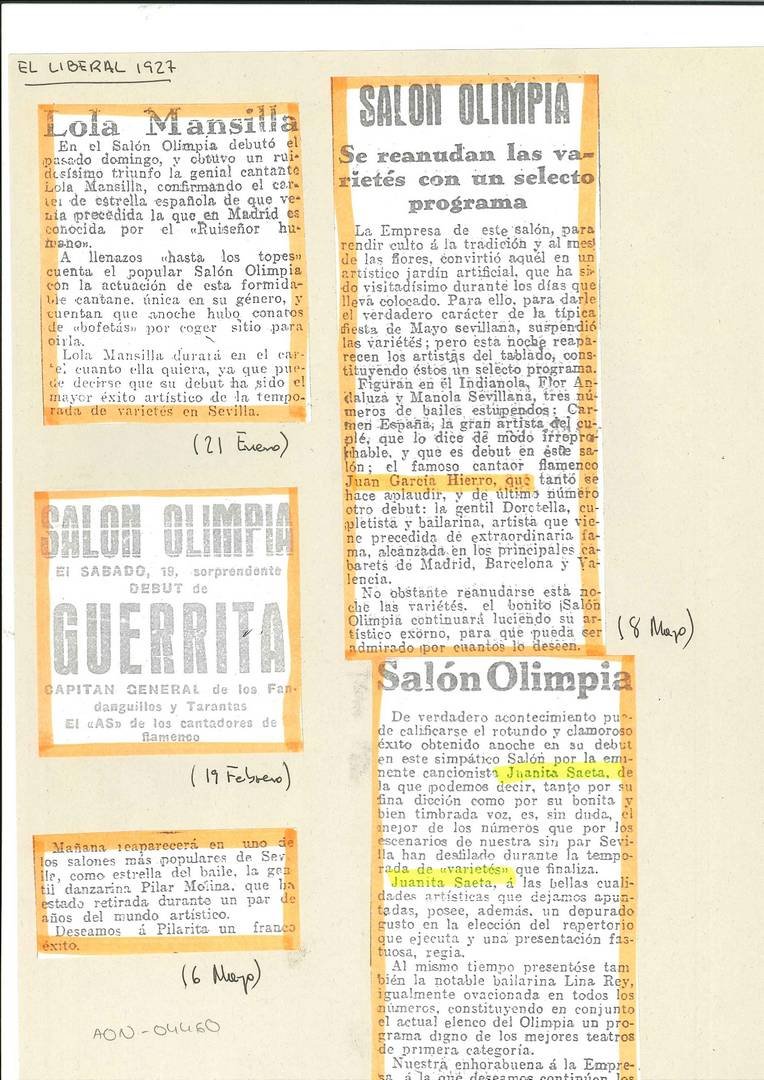 EL LIBERAL 1927
Lola Mansilla
En el Salón Olimpia debutó el
pasado domingo, y obtuvo un rui-
dosísimo triunfo la genial cantante
Lola Mansilla, confirmando el car-
tel de estrella española de que ve-
nía precedida la que en Madrid es
conocida por el «Ruiseñor hu-
mano».
A llenazos «hasta los topes»
cuenta el popular Salón Olimpia
con la actuación de esta formida-
ble cantane. única en su género, y
cuentan que anoche hubo conatos
de «bofetás» por coger sitio para
oirla.
Lola Mansilla durará en el car-
tel cuanto ella quiera, ya que pue-
de decirse que su debut ha sido el
mayor éxito artístico de la tempo-
rada de varietés en Sevilla.
(21 Enero)
SALON OLIMPIA
El SABADO, 19, sorprendente
DEBUT de
GUERRITA
CAPITAN GENERAL de los Fan-
danguillos y Tarantas
El «AS» de los cantadores de
flamenco
(19 Febrero)
Mañana reaparecerá en uno de
los salones más populares de Sevi-
lle, como estrella del baile, la gen
til danzarina Pilar Molina. que ha
estado retirada durante un par de
años del mundo artístico.
Deseamos á Pilarita un franco
éxito.
(6 Mayo)
AON-04460
SALON OLIMPIA
Se reanudan las va-
rietés con un selecto
programa
La Empresa de este salón, para
rendir culto á la tradición y al mes
de las flores, convirtió aquél en un
artístico jardín artificial, que ha si-
do visitadísimo durante los días que
lleva colocado. Para ello, para darle
el verdadero carácter de la típica
fiesta de Mayo sevillana, suspendió
las variétés; pero esta noche reapa-
recen los artistas del tablado, cons-
tituyendo éstos un selecto programa.
Figuran en él Indianola, Flor An-
daluza y Manola Sevillana, tres nú-
meros de bailes estupendos; Car-
men España, la gran artista del cu-
plé, que lo dice de modo irrepro-
chable, y que es debut en este sa-
lón; el famoso cantaor flamenco
Juan García Hierro, que tanto se
hace aplaudir, y de último número
otro debut: la gentil Dorotella, cu-
pletista y bailarina, artista que vie-
ne precedida de extraordinaria fa-
ma, alcanzada en los principales ca-
barets de Madrid, Barcelona y Va-
lencia.
No obstante reanudarse esta no-
che las variétés. el bonito Salón
Olimpia continuará luciendo su ar-
tístico exorno, para que pueda ser
admirado por cuantos lo deseen.
(8 Mayo)
Salón Olimpia
De verdadero acontecimiento pue-
de calificarse el rotundo y clamoroso
éxito obtenido anoche en su debut
en este simpático Salón por la emi-
nente cancionista Juanita Saeta, de
la que podemos decir, tanto por su
fina dicción como por su bonita y
bien timbrada voz, es, sin duda, el
mejor de los números que por los
escenarios de nuestra sin par Sevi-
lla han desfilado durante la tempo-
rada de «varietés» que finaliza.
Juanita Saeta, á las bellas cuali-
dades artísticas que dejamos apun-
tadas, posee, además, un depurado
gusto en la elección del repertorio
que ejecuta y una presentación fas-
tuosa, regia.
Al mismo tiempo presentóse tam
bién la notable bailarina Lina Rey,
igualmente ovacionada en todos los
números, constituyendo en conjunto
el actual elenco del Olimpia un pro-
grama digno de los mejores teatros
de primera categoría.
Nuestra enhorabuena á la Empre-
sa, á la que deseamos continúen los